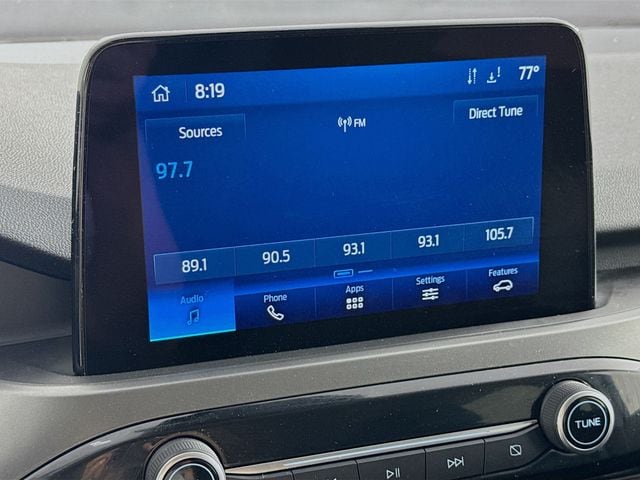 8:19 77°
Sources FM Direct Tune
97.7
89.1 90.5 93.1 93.1 105.7
Audio Phone Apps Settings Features
TUNE